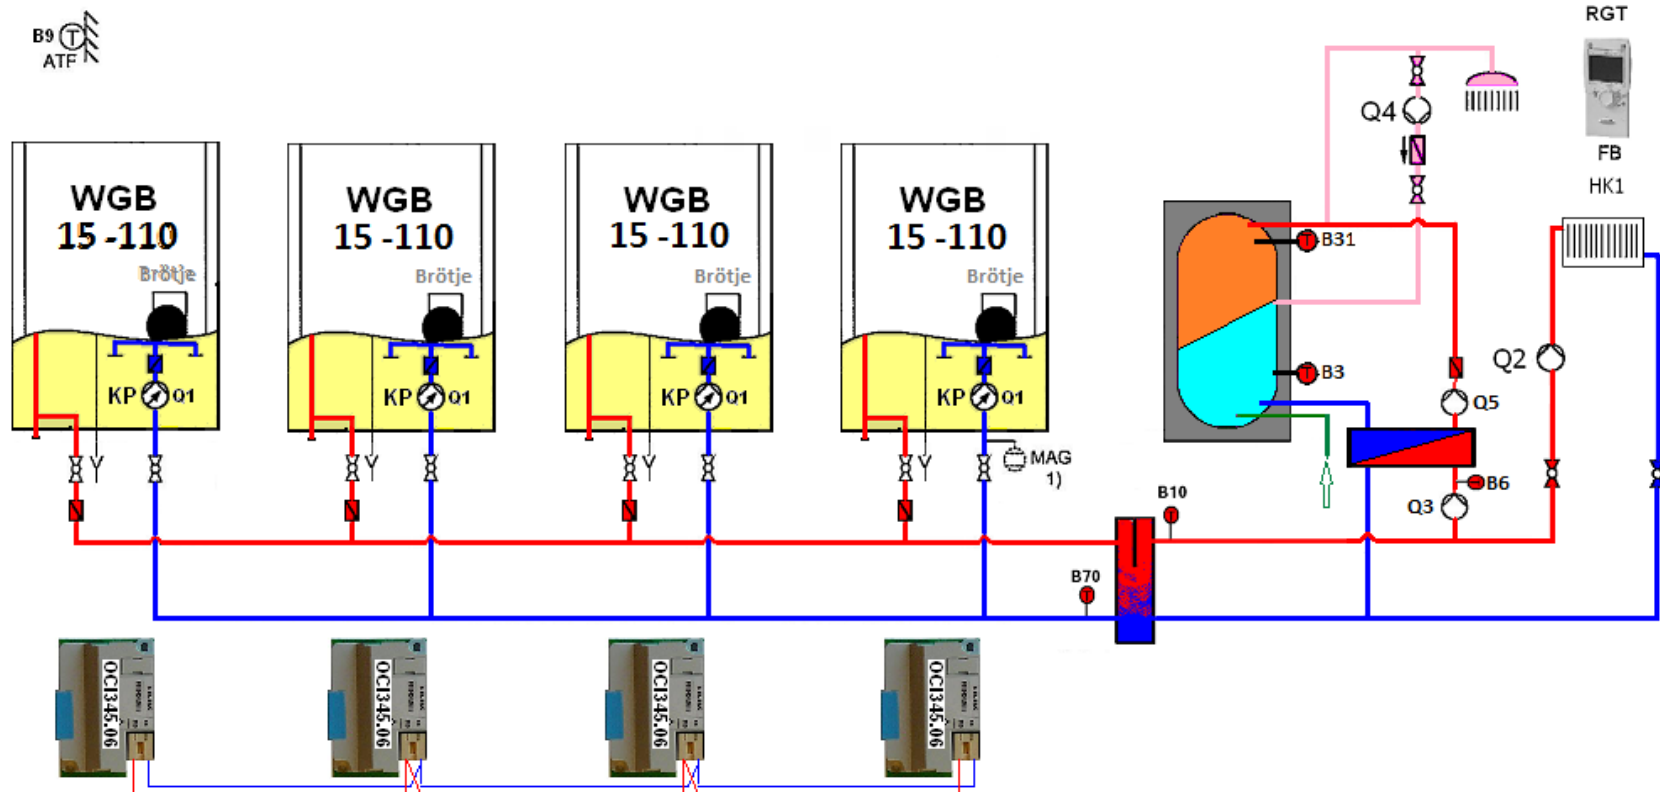 RGT
B9 T
ATF
Q4
FB
HK1
WGB
15 -110
Brötje
WGB
15 -110
Brötje
WGB
15 -110
Brötje
WGB
15 -110
Brötje
T B31
T B3
Q2
Q5
KP Q1
KP Q1
KP Q1
KP Q1
MAG
1)
B6
Q3
B10
T
B70
T
OCI345.06
OCI345.06
OCI345.06
OCI345.06